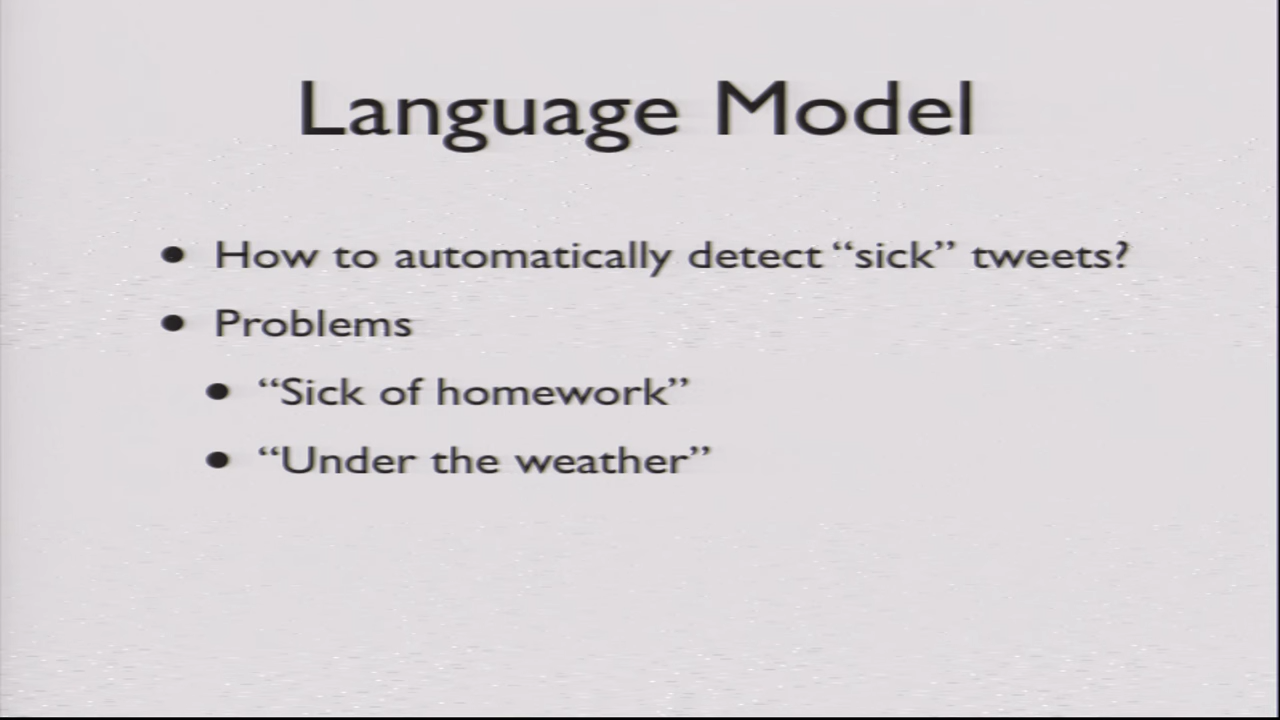 Language Model
• How to automatically detect “sick” tweets?
• Problems
• “Sick of homework”
• “Under the weather”